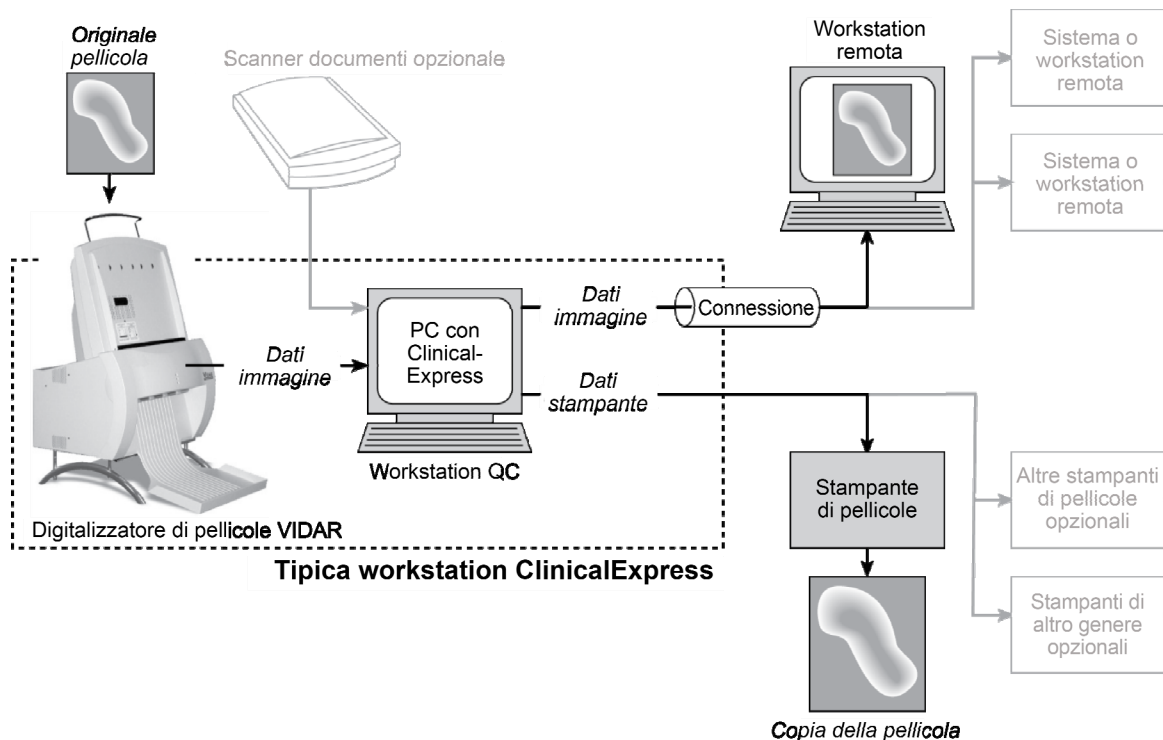 Originale
pellicola
Scanner documenti opzionale
Workstation
remota
Sistema o
workstation
remota
Sistema o
workstation
remota
Dati
immagine
PC con
Clinical-
Express
Dati
immagine
Connessione
Dati
stampante
Workstation QC
Digitalizzatore di pellicole VIDAR
Tipica workstation ClinicalExpress
Stampante
di pellicole
Altre stampanti
di pellicole
opzionali
Stampanti di
altro genere
opzionali
Copia della pellicola